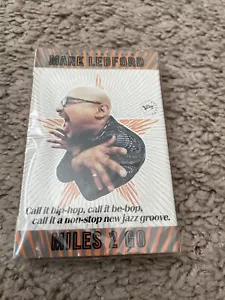 MARK LEDFORD
Verve
Call it hip-hop, call it be-bop,
call it a non-stop new jazz groove.
MILES 2 GO